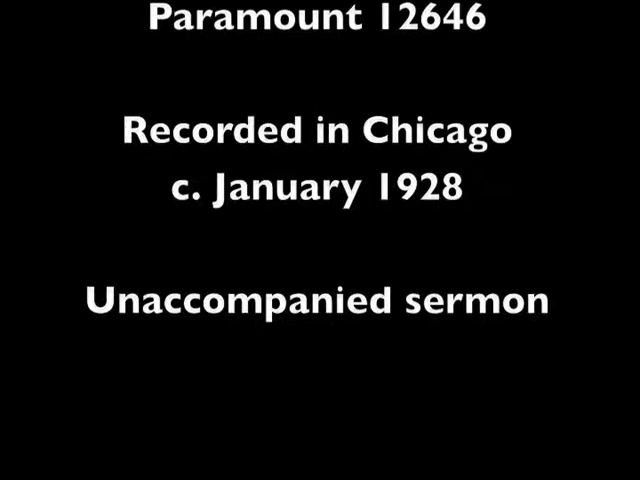 Paramount 12646
Recorded in Chicago
c. January 1928
Unaccompanied sermon